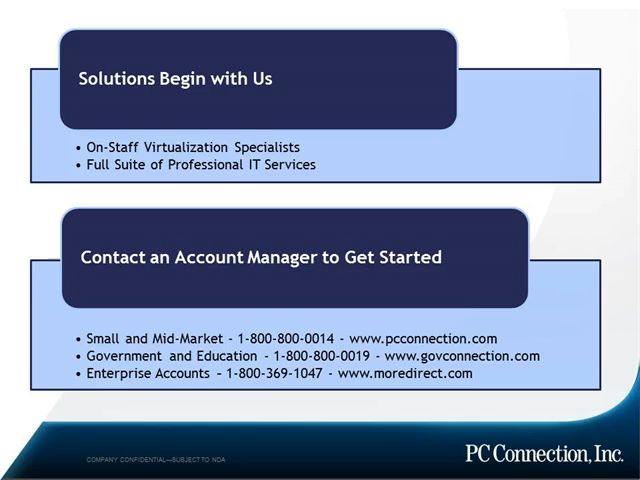 Solutions Begin with Us
• On-Staff Virtualization Specialists
• Full Suite of Professional IT Services
Contact an Account Manager to Get Started
• Small and Mid-Market - 1-800-800-0014 - www.pcconnection.com
• Government and Education - 1-800-800-0019 - www.govconnection.com
• Enterprise Accounts – 1-800-369-1047 - www.moredirect.com
COMPANY CONFIDENTIAL—SUBJECT TO NDA
PC Connection, Inc.